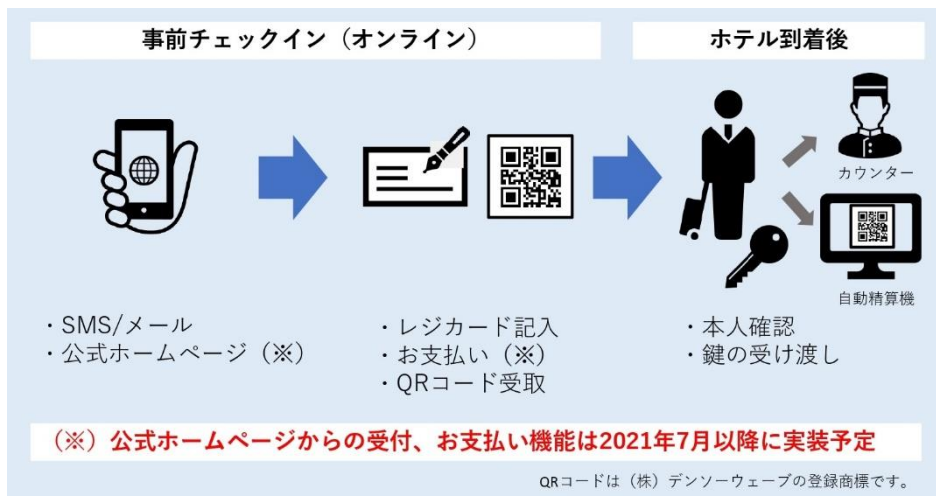 事前チェックイン（オンライン）
ホテル到着後
カウンター
自動精算機
・SMS/メール
・公式ホームページ（※）
・レジカード記入
・お支払い（※）
・QRコード受取
・本人確認
・鍵の受け渡し
（※）公式ホームページからの受付、お支払い機能は2021年7月以降に実装予定
QRコードは（株）デンソーウェーブの登録商標です。